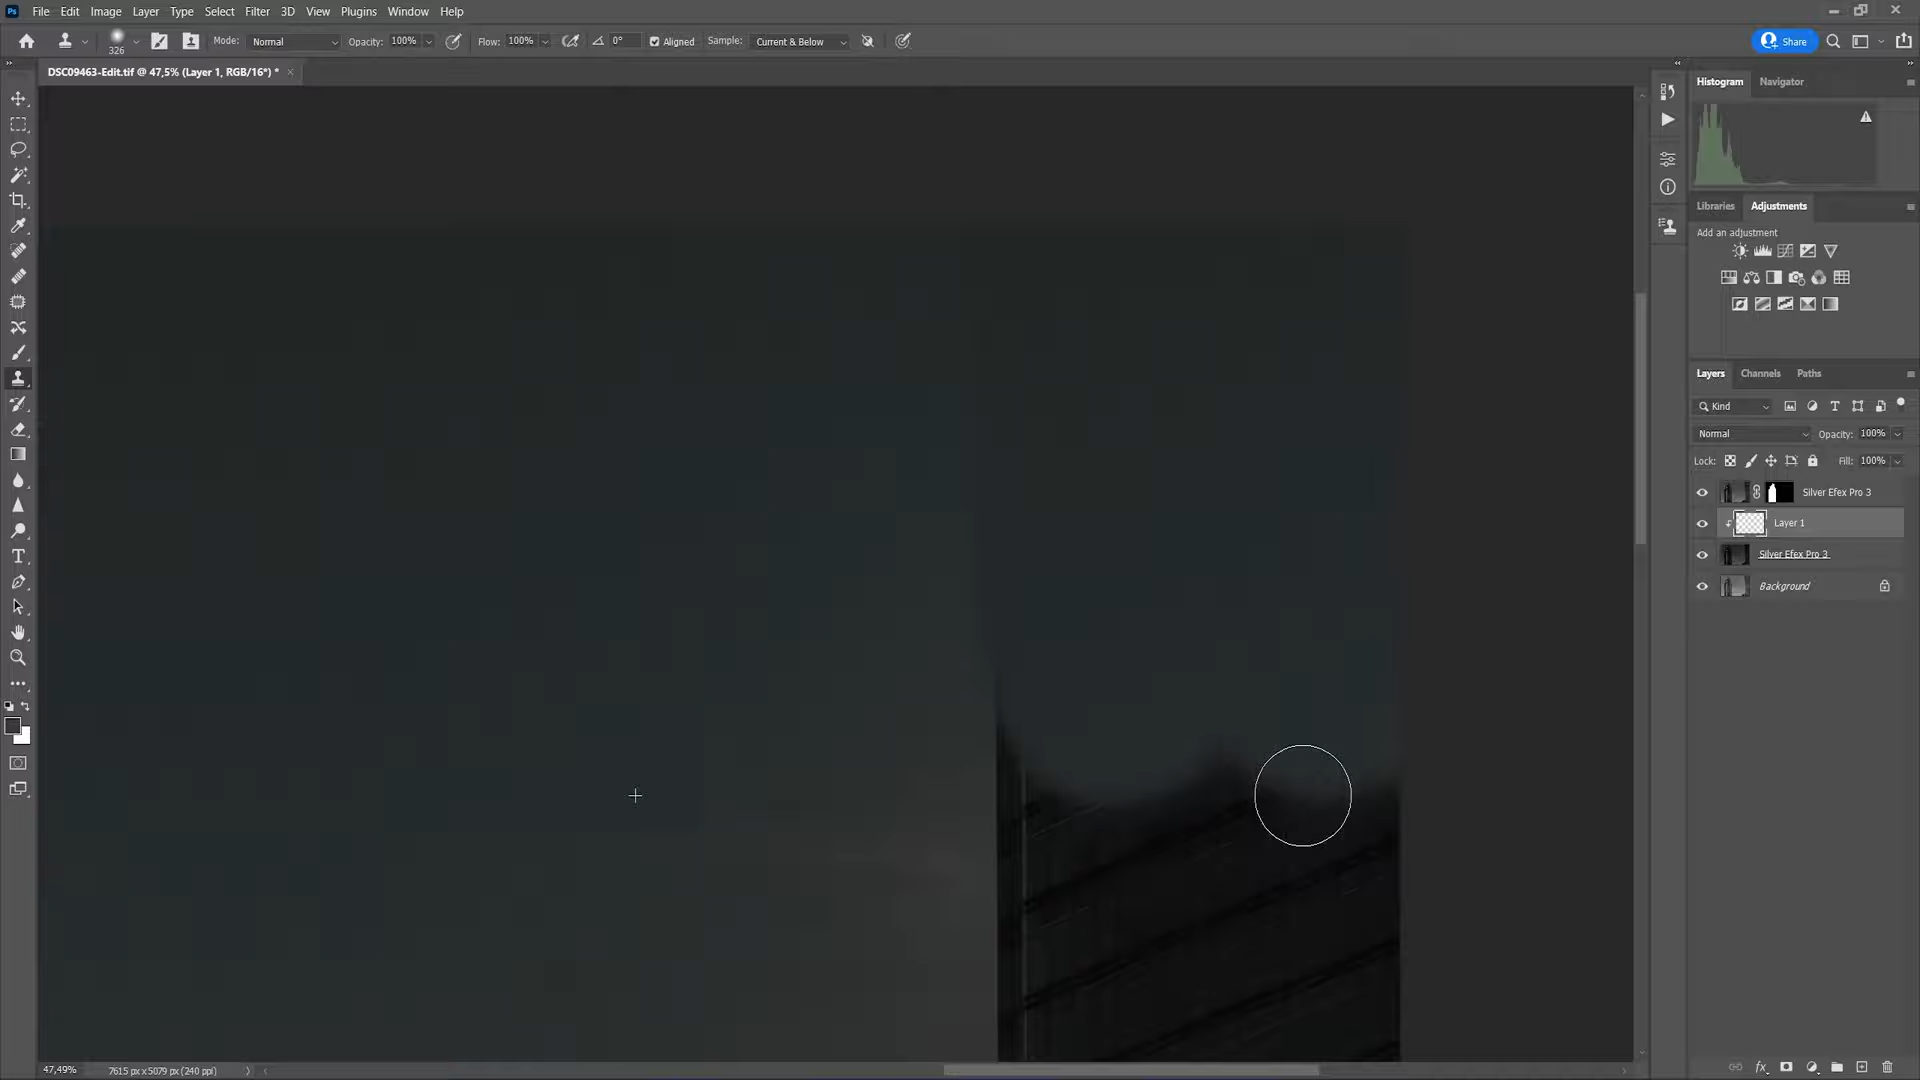 Ps File Edit Image Layer Type Select Filter 3D View Plugins Window Help
326 Mode: Normal Opacity: 100% Flow: 100% 0° Aligned Sample: Current & Below Share
DSC09463-Edit.tif @ 47,5% (Layer 1, RGB/16*) *
Histogram Navigator
Libraries Adjustments
Add an adjustment
Layers Channels Paths
Kind
Normal Opacity: 100%
Lock: Fill: 100%
Silver Efex Pro 3
Layer 1
Silver Efex Pro 3
Background
47,49% 7615 px x 5079 px (240 ppi)